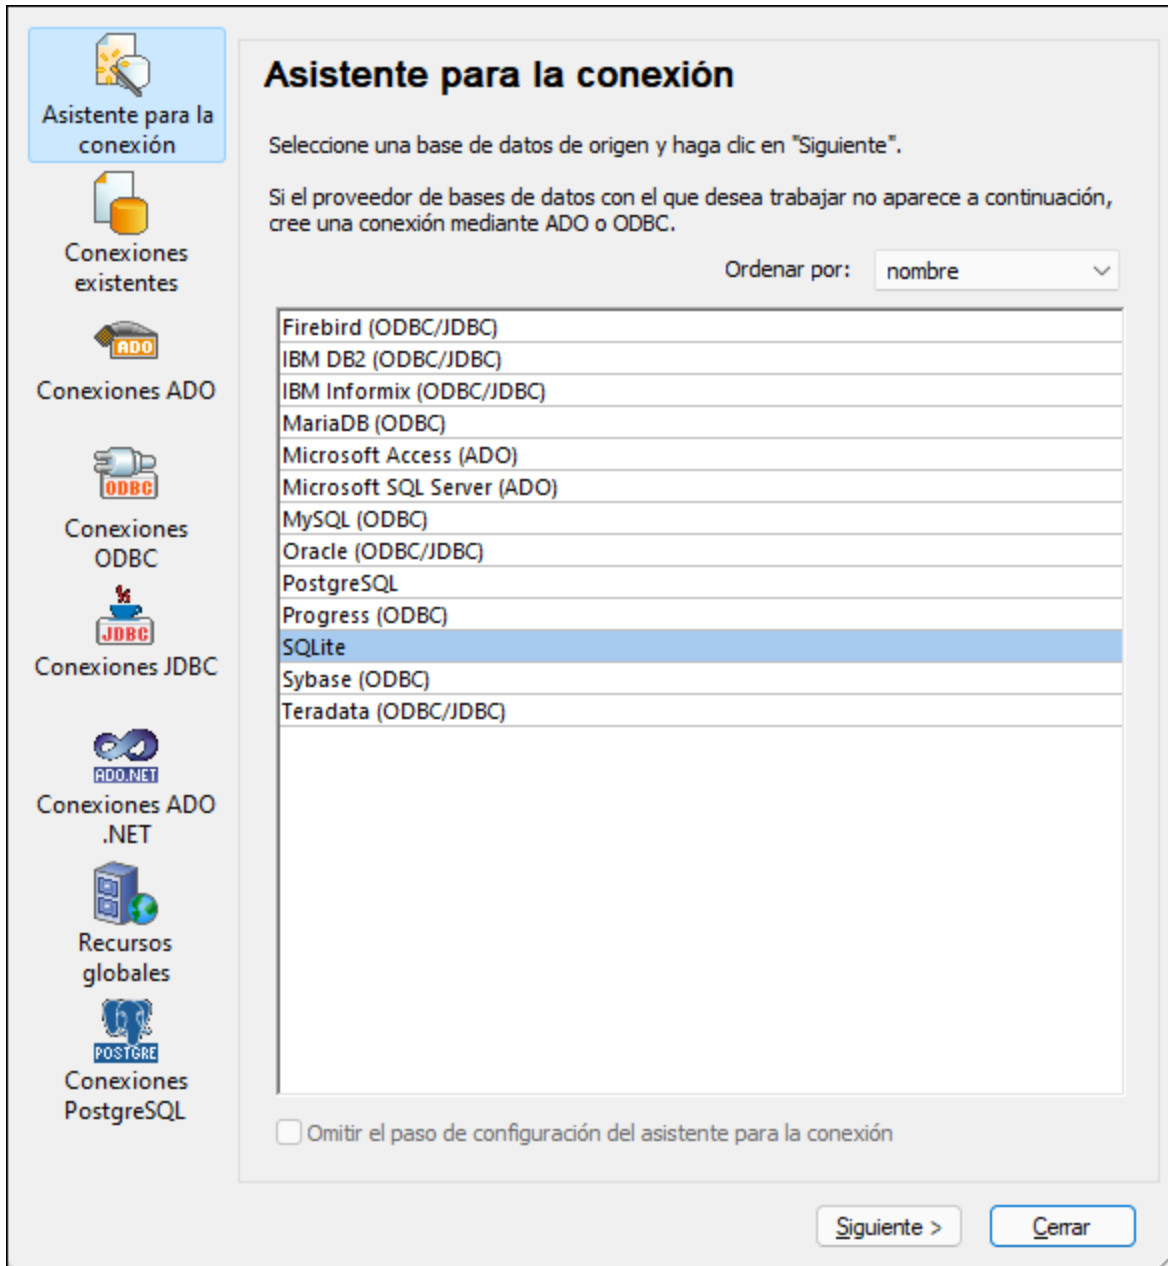 Asistente para la
conexión
Conexiones
existentes
ADO
Conexiones ADO
ODBC
Conexiones
ODBC
JDBC
Conexiones JDBC
ADO.NET
Conexiones ADO
.NET
Recursos
globales
POSTGRE
Conexiones
PostgreSQL
Asistente para la conexión
Seleccione una base de datos de origen y haga clic en "Siguiente".
Si el proveedor de bases de datos con el que desea trabajar no aparece a continuación,
cree una conexión mediante ADO o ODBC.
Ordenar por: nombre
Firebird (ODBC/JDBC)
IBM DB2 (ODBC/JDBC)
IBM Informix (ODBC/JDBC)
MariaDB (ODBC)
Microsoft Access (ADO)
Microsoft SQL Server (ADO)
MySQL (ODBC)
Oracle (ODBC/JDBC)
PostgreSQL
Progress (ODBC)
SQLite
Sybase (ODBC)
Teradata (ODBC/JDBC)
Omitir el paso de configuración del asistente para la conexión
Siguiente >
Cerrar